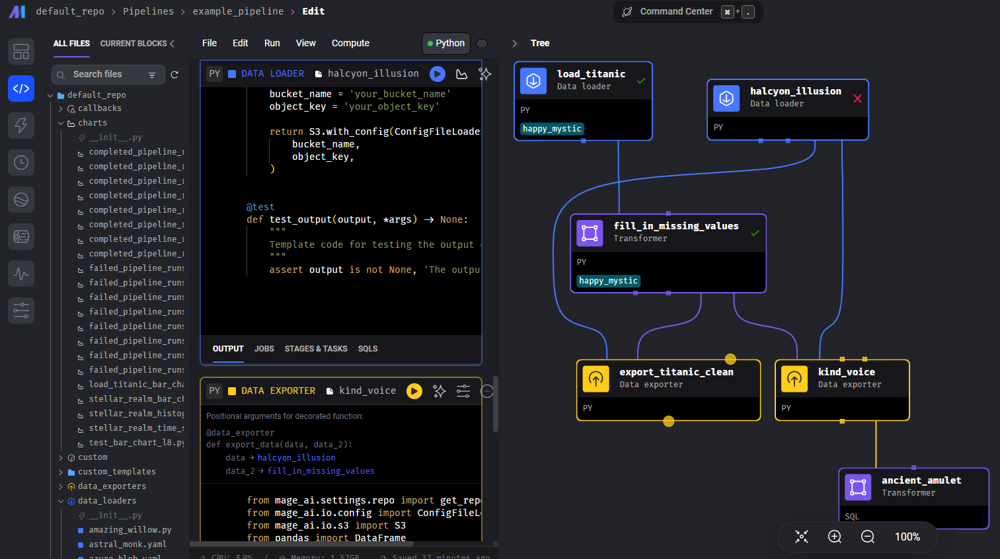 default_repo > Pipelines > example_pipeline > Edit
Command Center ⌘ + .
ALL FILES CURRENT BLOCKS
Search files
default_repo
callbacks
charts
__init__.py
completed_pipeline_
completed_pipeline_
completed_pipeline_
completed_pipeline_
completed_pipeline_
completed_pipeline_
completed_pipeline_
completed_pipeline_
failed_pipeline_runs
failed_pipeline_runs
failed_pipeline_runs
failed_pipeline_runs
failed_pipeline_runs
failed_pipeline_runs
failed_pipeline_runs
failed_pipeline_runs
load_titanic_bar_cha
stellar_realm_bar_ch
stellar_realm_histog
stellar_realm_time_s
test_bar_chart_l8.py
custom
custom_templates
data_exporters
data_loaders
__init__.py
amazing_willow.py
astral_monk.yaml
azure_blob.yaml
File Edit Run View Compute Python
PY DATA LOADER halcyon_illusion
bucket_name = 'your_bucket_name'
object_key = 'your_object_key'
return S3.with_config(ConfigFileLoade
bucket_name,
object_key,
)
@test
def test_output(output, *args) -> None:
"""
Template code for testing the output
"""
assert output is not None, 'The outpu
OUTPUT JOBS STAGES & TASKS SQLS
PY DATA EXPORTER kind_voice
Positional arguments for decorated function:
@data_exporter
def export_data(data, data_2):
data → halcyon_illusion
data_2 → fill_in_missing_values
from mage_ai.settings.repo import get_rep
from mage_ai.io.config import ConfigFileL
from mage_ai.io.s3 import S3
from pandas import DataFrame
CPU: 59% / Memory: 1.57GB Saved 37 minutes ago
Tree
load_titanic
Data loader
PY
happy_mystic
halcyon_illusion
Data loader
PY
fill_in_missing_values
Transformer
PY
happy_mystic
export_titanic_clean
Data exporter
PY
kind_voice
Data exporter
PY
ancient_amulet
Transformer
SQL
100%